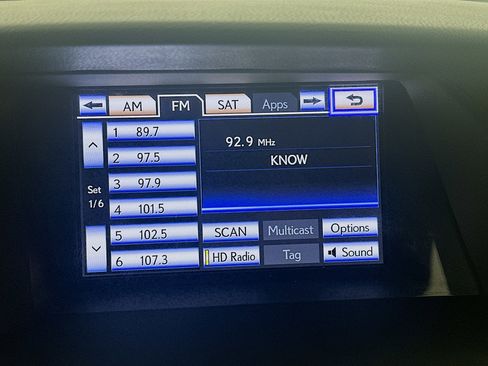 AM FM SAT Apps
1 89.7
2 97.5
3 97.9
4 101.5
5 102.5
6 107.3
Set
1/6
92.9 MHz
KNOW
SCAN Multicast Options
HD Radio Tag Sound